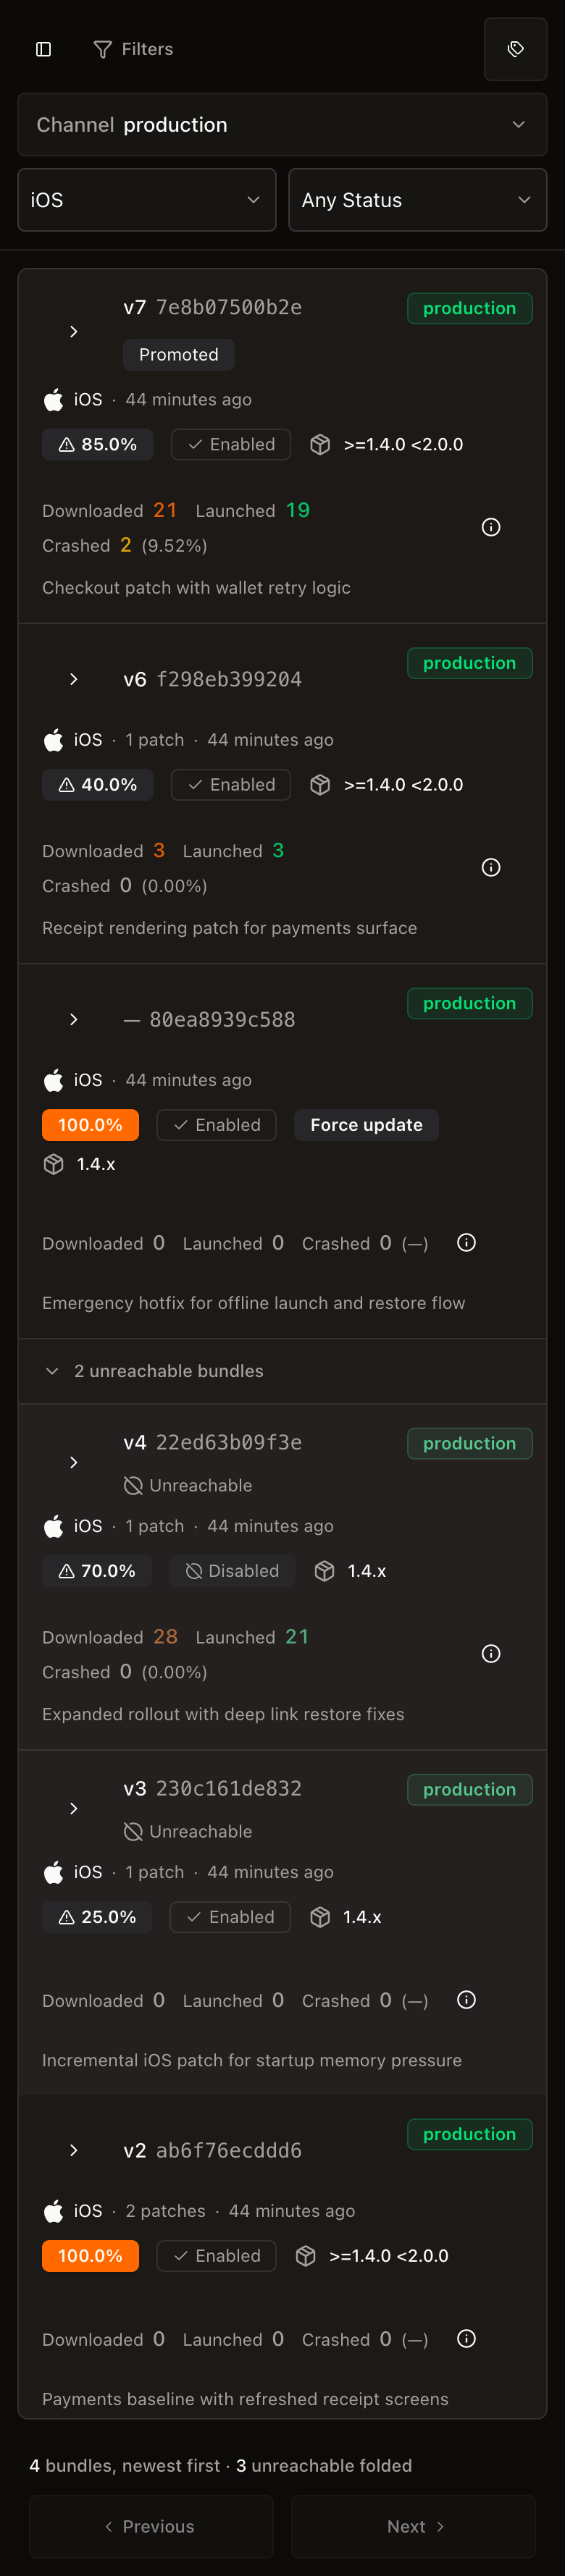 Filters
Channel production
iOS
Any Status
v7 7e8b07500b2e
production
Promoted
iOS · 44 minutes ago
85.0% Enabled >=1.4.0 <2.0.0
Downloaded 21 Launched 19
Crashed 2 (9.52%)
Checkout patch with wallet retry logic
production
v6 f298eb399204
iOS · 1 patch · 44 minutes ago
40.0% Enabled >=1.4.0 <2.0.0
Downloaded 3 Launched 3
Crashed 0 (0.00%)
Receipt rendering patch for payments surface
production
— 80ea8939c588
iOS · 44 minutes ago
100.0% Enabled Force update
1.4.x
Downloaded 0 Launched 0 Crashed 0 (—)
Emergency hotfix for offline launch and restore flow
2 unreachable bundles
v4 22ed63b09f3e
production
Unreachable
iOS · 1 patch · 44 minutes ago
70.0% Disabled 1.4.x
Downloaded 28 Launched 21
Crashed 0 (0.00%)
Expanded rollout with deep link restore fixes
v3 230c161de832
production
Unreachable
iOS · 1 patch · 44 minutes ago
25.0% Enabled 1.4.x
Downloaded 0 Launched 0 Crashed 0 (—)
Incremental iOS patch for startup memory pressure
production
v2 ab6f76ecddd6
iOS · 2 patches · 44 minutes ago
100.0% Enabled >=1.4.0 <2.0.0
Downloaded 0 Launched 0 Crashed 0 (—)
Payments baseline with refreshed receipt screens
4 bundles, newest first · 3 unreachable folded
Previous
Next